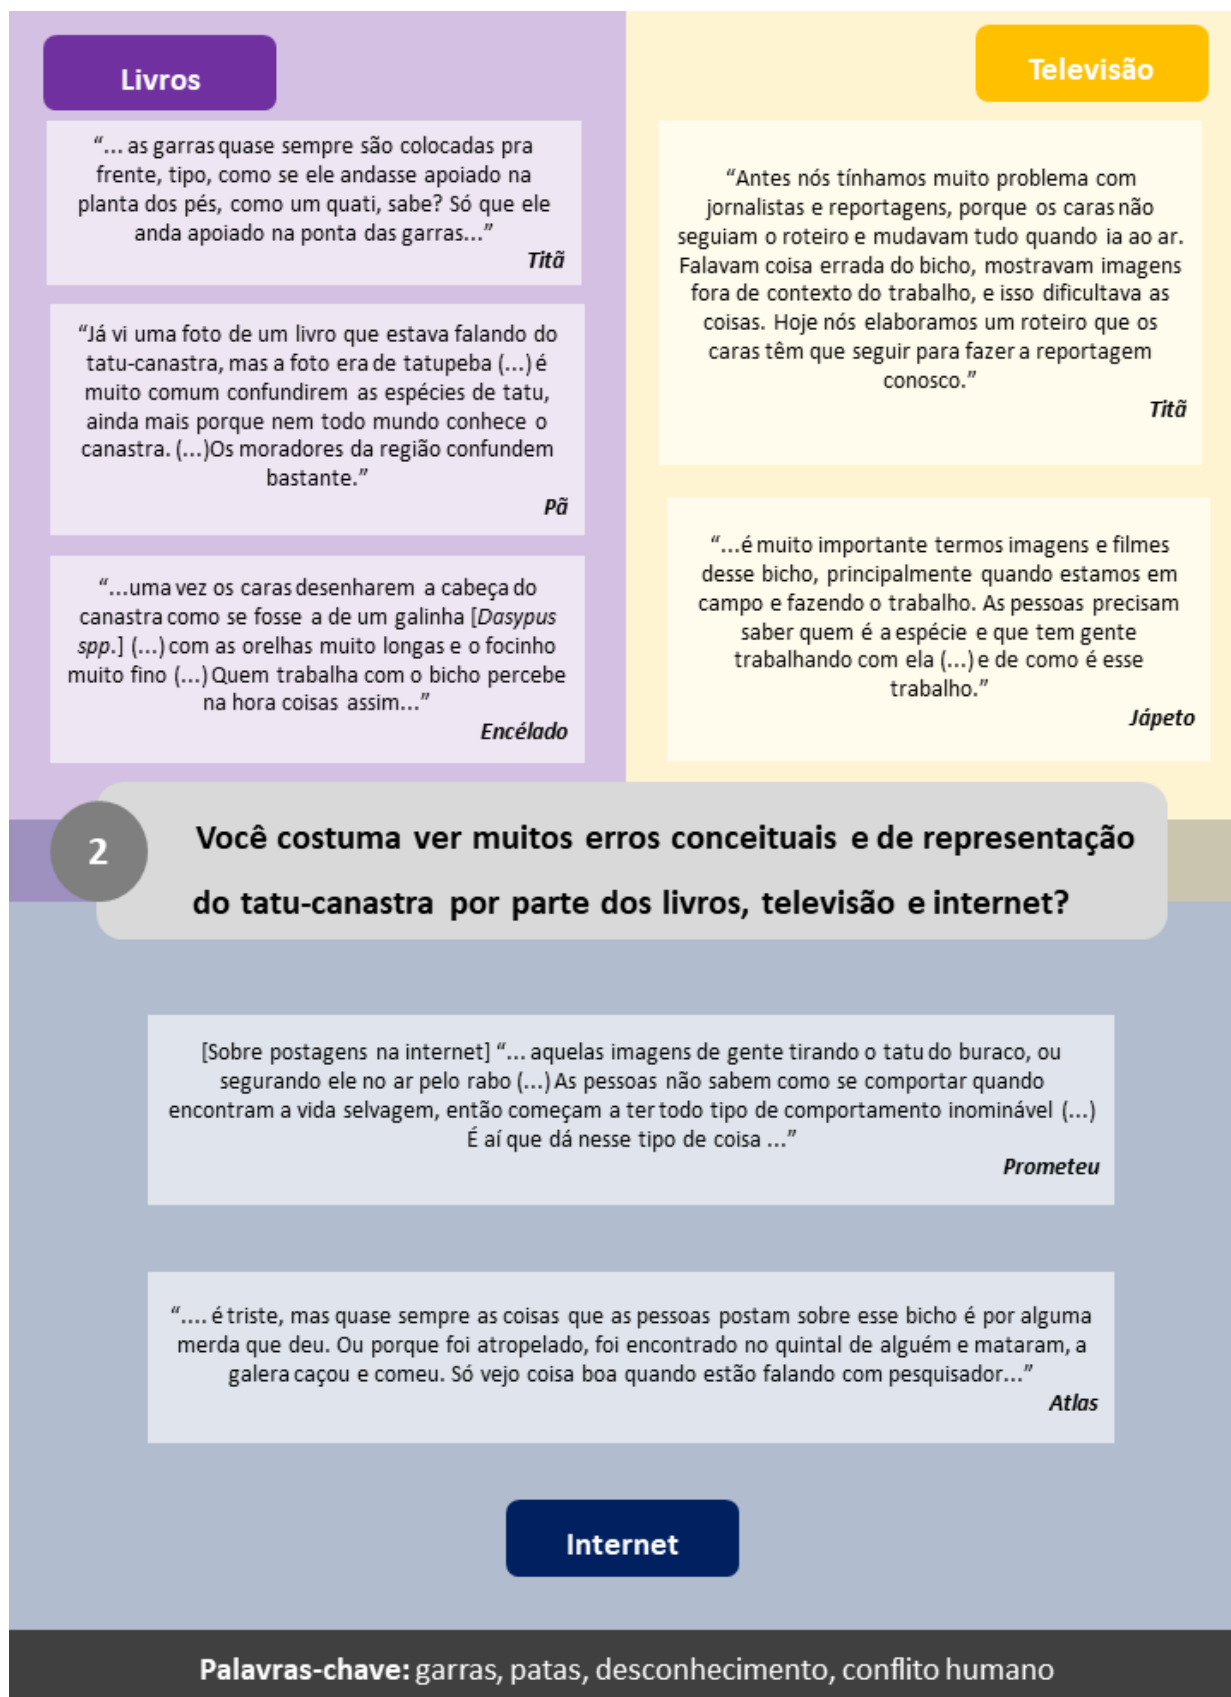 Livros
“... as garras quase sempre são colocadas pra
frente, tipo, como se ele andasse apoiado na
planta dos pés, como um quati, sabe? Só que ele
anda apoiado na ponta das garras...”
Titã
“Já vi uma foto de um livro que estava falando do
tatu-canastra, mas a foto era de tatupeba (...) é
muito comum confundirem as espécies de tatu,
ainda mais porque nem todo mundo conhece o
canastra. (...)Os moradores da região confundem
bastante.”
Pã
“...uma vez os caras desenharem a cabeça do
canastra como se fosse a de um galinha [Dasypus
spp.] (...) com as orelhas muito longas e o focinho
muito fino (...) Quem trabalha com o bicho percebe
na hora coisas assim...”
Encélado
Televisão
“Antes nós tínhamos muito problema com
jornalistas e reportagens, porque os caras não
seguiam o roteiro e mudavam tudo quando ia ao ar.
Falavam coisa errada do bicho, mostravam imagens
fora de contexto do trabalho, e isso dificultava as
coisas. Hoje nós elaboramos um roteiro que os
caras têm que seguir para fazer a reportagem
conosco.”
Titã
“...é muito importante termos imagens e filmes
desse bicho, principalmente quando estamos em
campo e fazendo o trabalho. As pessoas precisam
saber quem é a espécie e que tem gente
trabalhando com ela (...) e de como é esse
trabalho.”
Jápeto
2
Você costuma ver muitos erros conceituais e de representação
do tatu-canastra por parte dos livros, televisão e internet?
[Sobre postagens na internet] “... aquelas imagens de gente tirando o tatu do buraco, ou
segurando ele no ar pelo rabo (...) As pessoas não sabem como se comportar quando
encontram a vida selvagem, então começam a ter todo tipo de comportamento inominável (...)
É aí que dá nesse tipo de coisa ...”
Prometeu
“.... é triste, mas quase sempre as coisas que as pessoas postam sobre esse bicho é por alguma
merda que deu. Ou porque foi atropelado, foi encontrado no quintal de alguém e mataram, a
galera caçou e comeu. Só vejo coisa boa quando estão falando com pesquisador...”
Atlas
Internet
Palavras-chave: garras, patas, desconhecimento, conflito humano